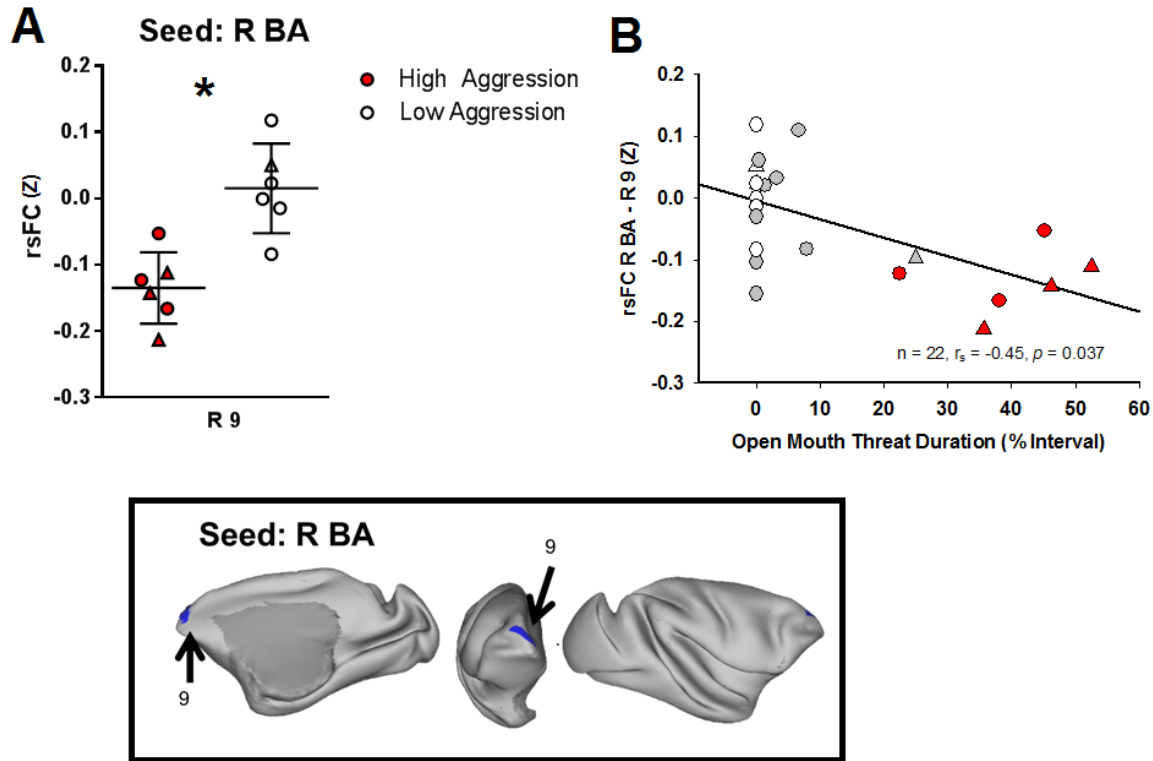 A
Seed: R BA
0.2
0.1
0.0
-0.1
-0.2
-0.3
rsFC (Z)
*
R 9
High Aggression
Low Aggression
B
0.2
0.1
0.0
-0.1
-0.2
-0.3
rsFC R BA - R 9 (Z)
n = 22, rs = -0.45, p = 0.037
0 10 20 30 40 50 60
Open Mouth Threat Duration (% Interval)
Seed: R BA
9
9